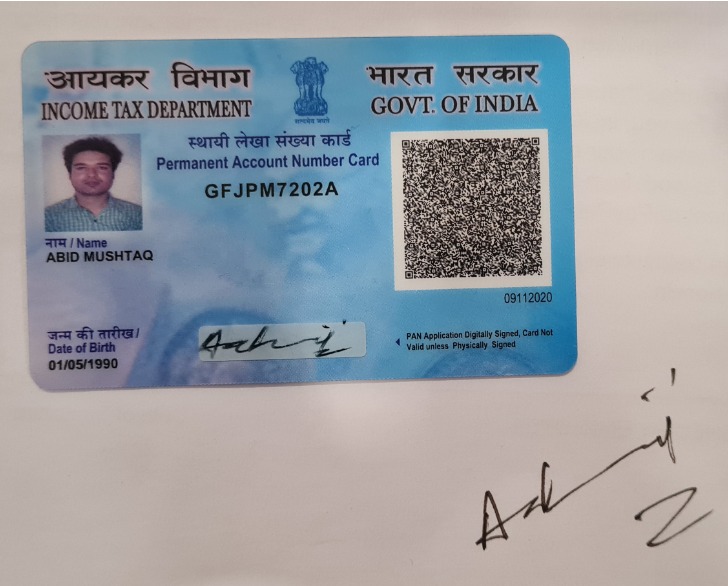 आयकर विभाग
INCOME TAX DEPARTMENT
सत्यमेव जयते
भारत सरकार
GOVT. OF INDIA
स्थायी लेखा संख्या कार्ड
Permanent Account Number Card
GFJPM7202A
नाम / Name
ABID MUSHTAQ
09112020
जन्म की तारीख/
Date of Birth
01/05/1990
PAN Application Digitally Signed, Card Not
Valid unless Physically Signed